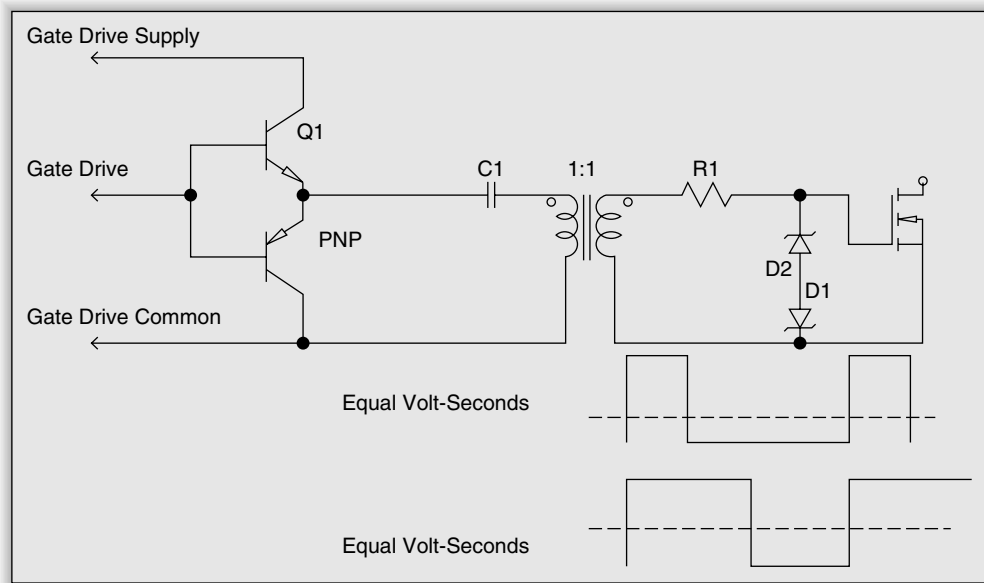 Gate Drive Supply
Q1
Gate Drive
C1
1:1
R1
PNP
D2
D1
Gate Drive Common
Equal Volt-Seconds
Equal Volt-Seconds